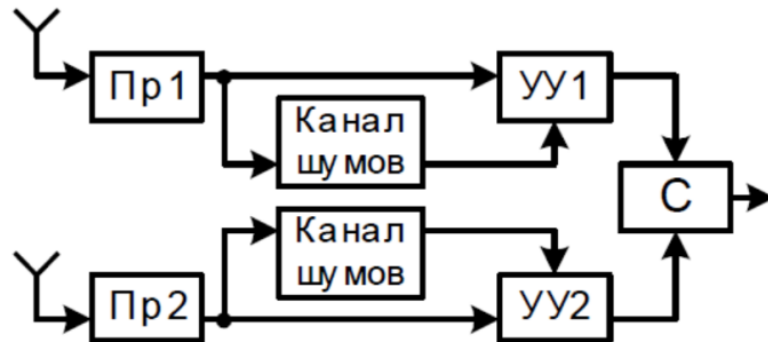 Пр1
УУ1
Канал
шумов
С
Канал
шумов
Пр2
УУ2